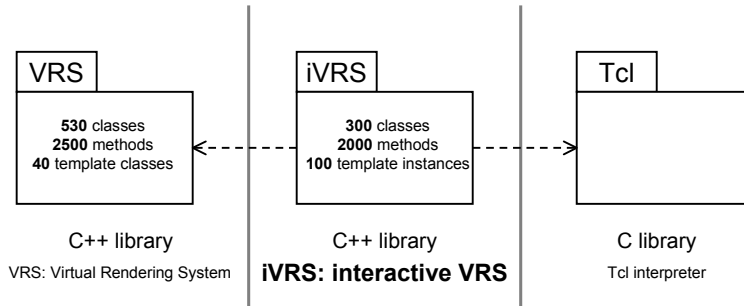 VRS
530 classes
2500 methods
40 template classes
C++ library
VRS: Virtual Rendering System
iVRS
300 classes
2000 methods
100 template instances
C++ library
iVRS: interactive VRS
Tcl
C library
Tcl interpreter